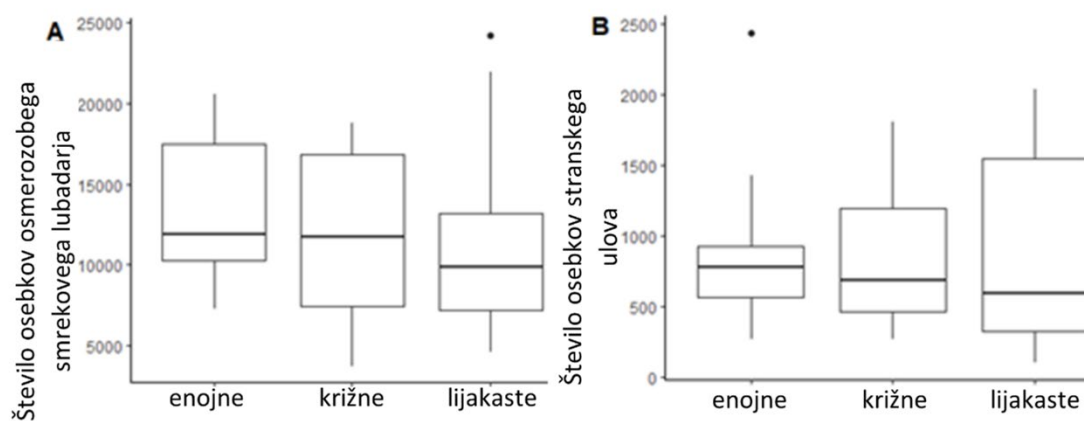 A
Število osebkov osmerozobega
smrekovega lubadarja
25000
20000
15000
10000
5000
enojne
križne
lijakaste
B
Število osebkov stranskega
ulova
2500
2000
1500
1000
500
0
enojne
križne
lijakaste